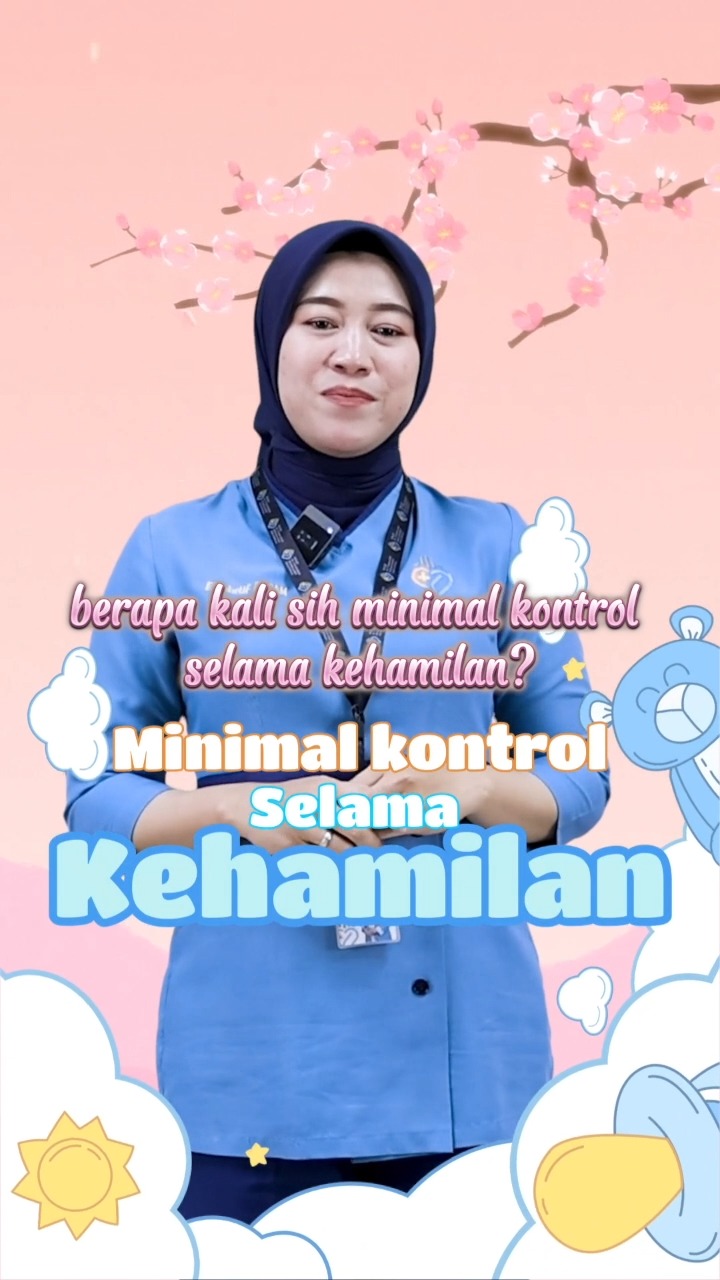 berapa kali sih minimal kontrol
selama kehamilan?
Minimal kontrol
Selama
Kehamilan